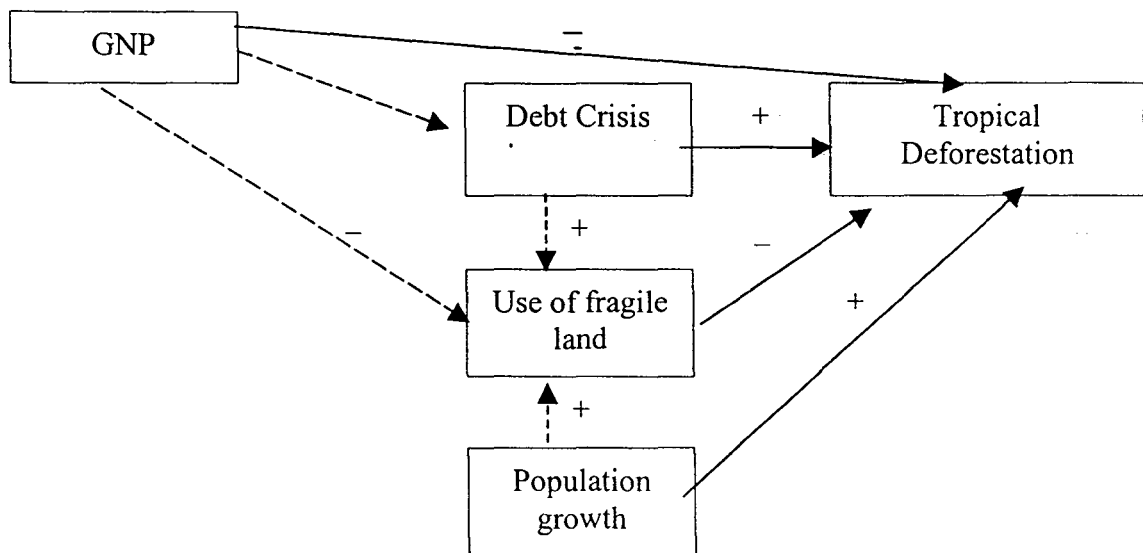 GNP
−
Debt Crisis
+
Tropical
Deforestation
−
+
−
Use of fragile
land
+
+
Population
growth